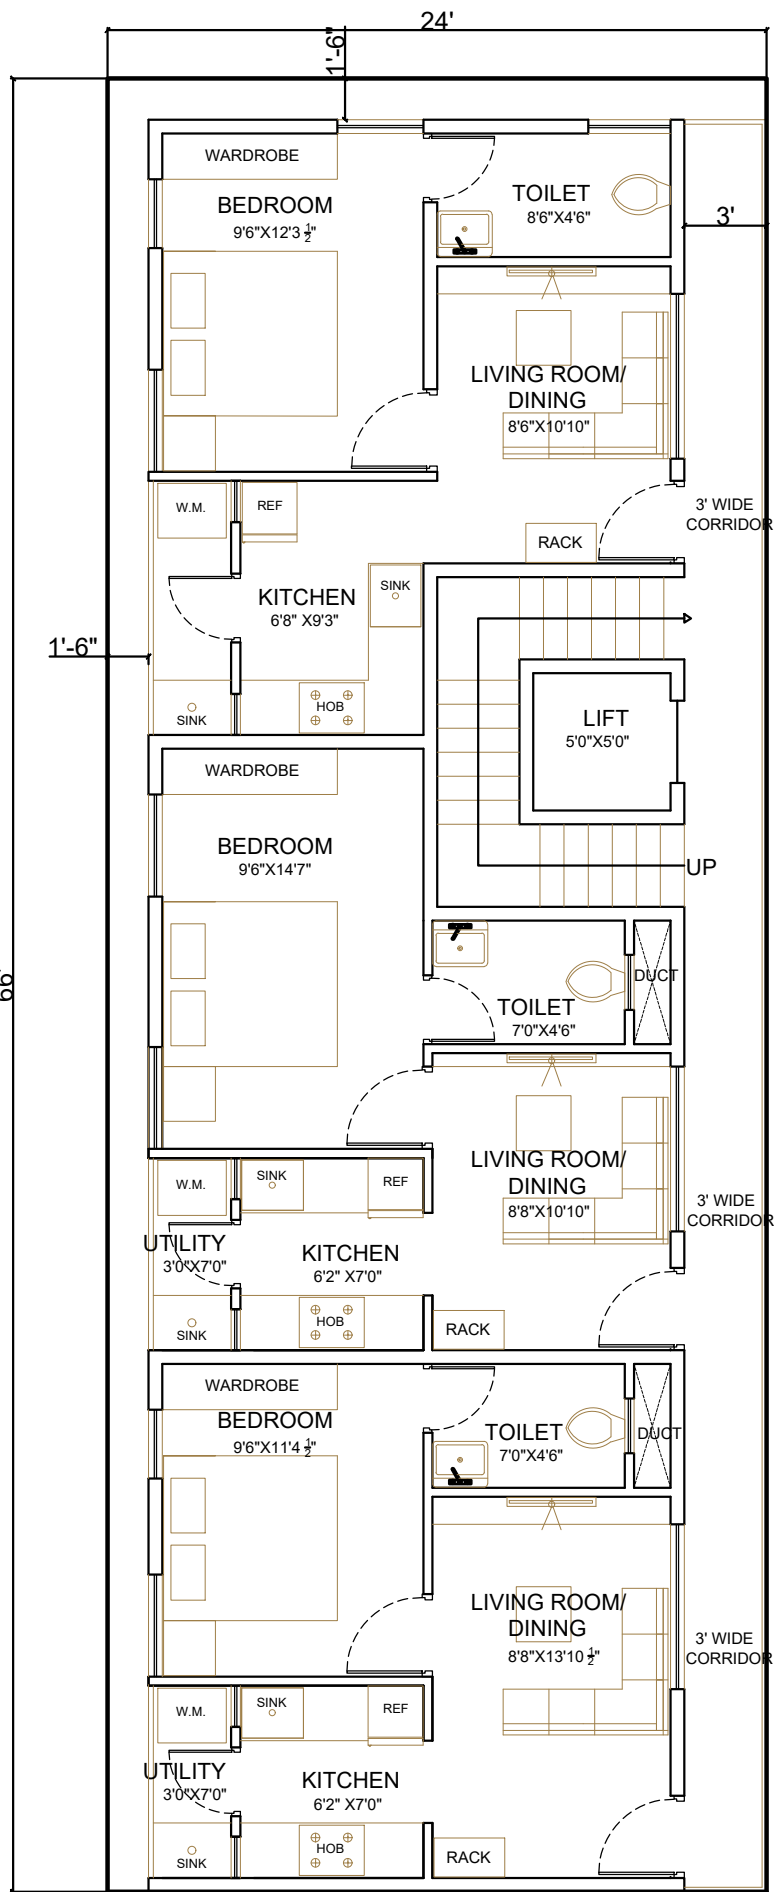 24'
1'-6"
WARDROBE
BEDROOM
9'6"X12'3 ½"
TOILET
8'6"X4'6"
3'
LIVING ROOM/
DINING
8'6"X10'10"
W.M.
REF
3' WIDE
CORRIDOR
RACK
SINK
KITCHEN
6'8" X9'3"
1'-6"
SINK
HOB
LIFT
5'0"X5'0"
WARDROBE
BEDROOM
9'6"X14'7"
UP
66'
TOILET
7'0"X4'6"
DUCT
LIVING ROOM/
DINING
8'8"X10'10"
W.M.
SINK
REF
3' WIDE
CORRIDOR
UTILITY
3'0"X7'0"
KITCHEN
6'2" X7'0"
SINK
HOB
RACK
WARDROBE
BEDROOM
9'6"X11'4 ½"
TOILET
7'0"X4'6"
DUCT
LIVING ROOM/
DINING
8'8"X13'10 ½"
3' WIDE
CORRIDOR
W.M.
SINK
REF
UTILITY
3'0"X7'0"
KITCHEN
6'2" X7'0"
SINK
HOB
RACK